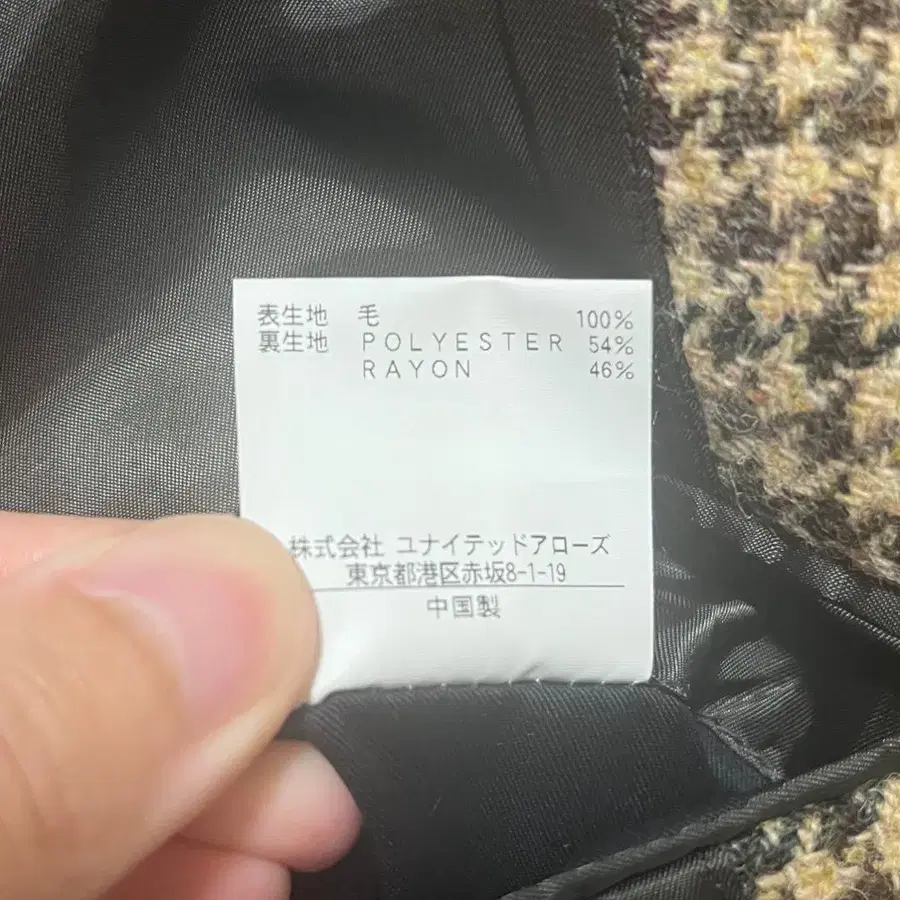 表生地 毛 100%
裏生地 POLYESTER 54%
RAYON 46%
株式会社 ユナイテッドアローズ
東京都港区赤坂8-1-19
中国製